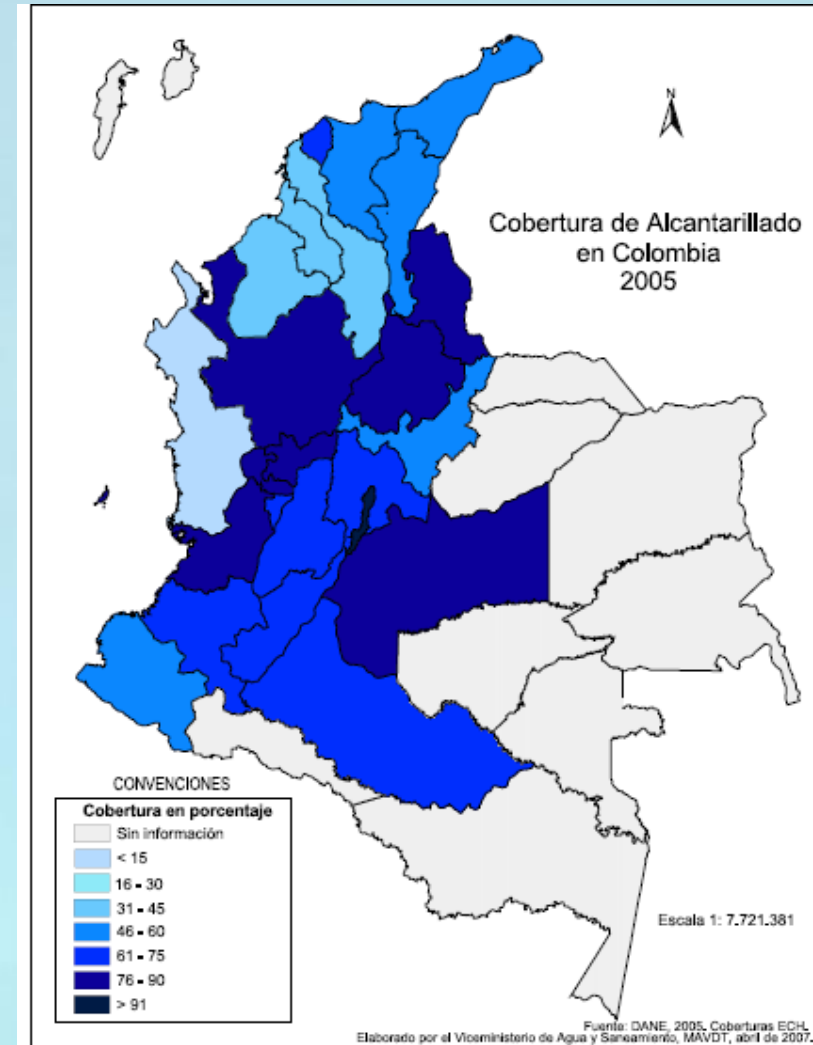 N
Cobertura de Alcantarillado
en Colombia
2005
CONVENCIONES
Cobertura en porcentaje
Sin información
< 15
16 - 30
31 - 45
46 - 60
61 - 75
76 - 90
> 91
Escala 1: 7.721.381
Fuente: DANE, 2005. Coberturas ECH.
Elaborado por el Viceministerio de Agua y Saneamiento, MAVDT, abril de 2007.